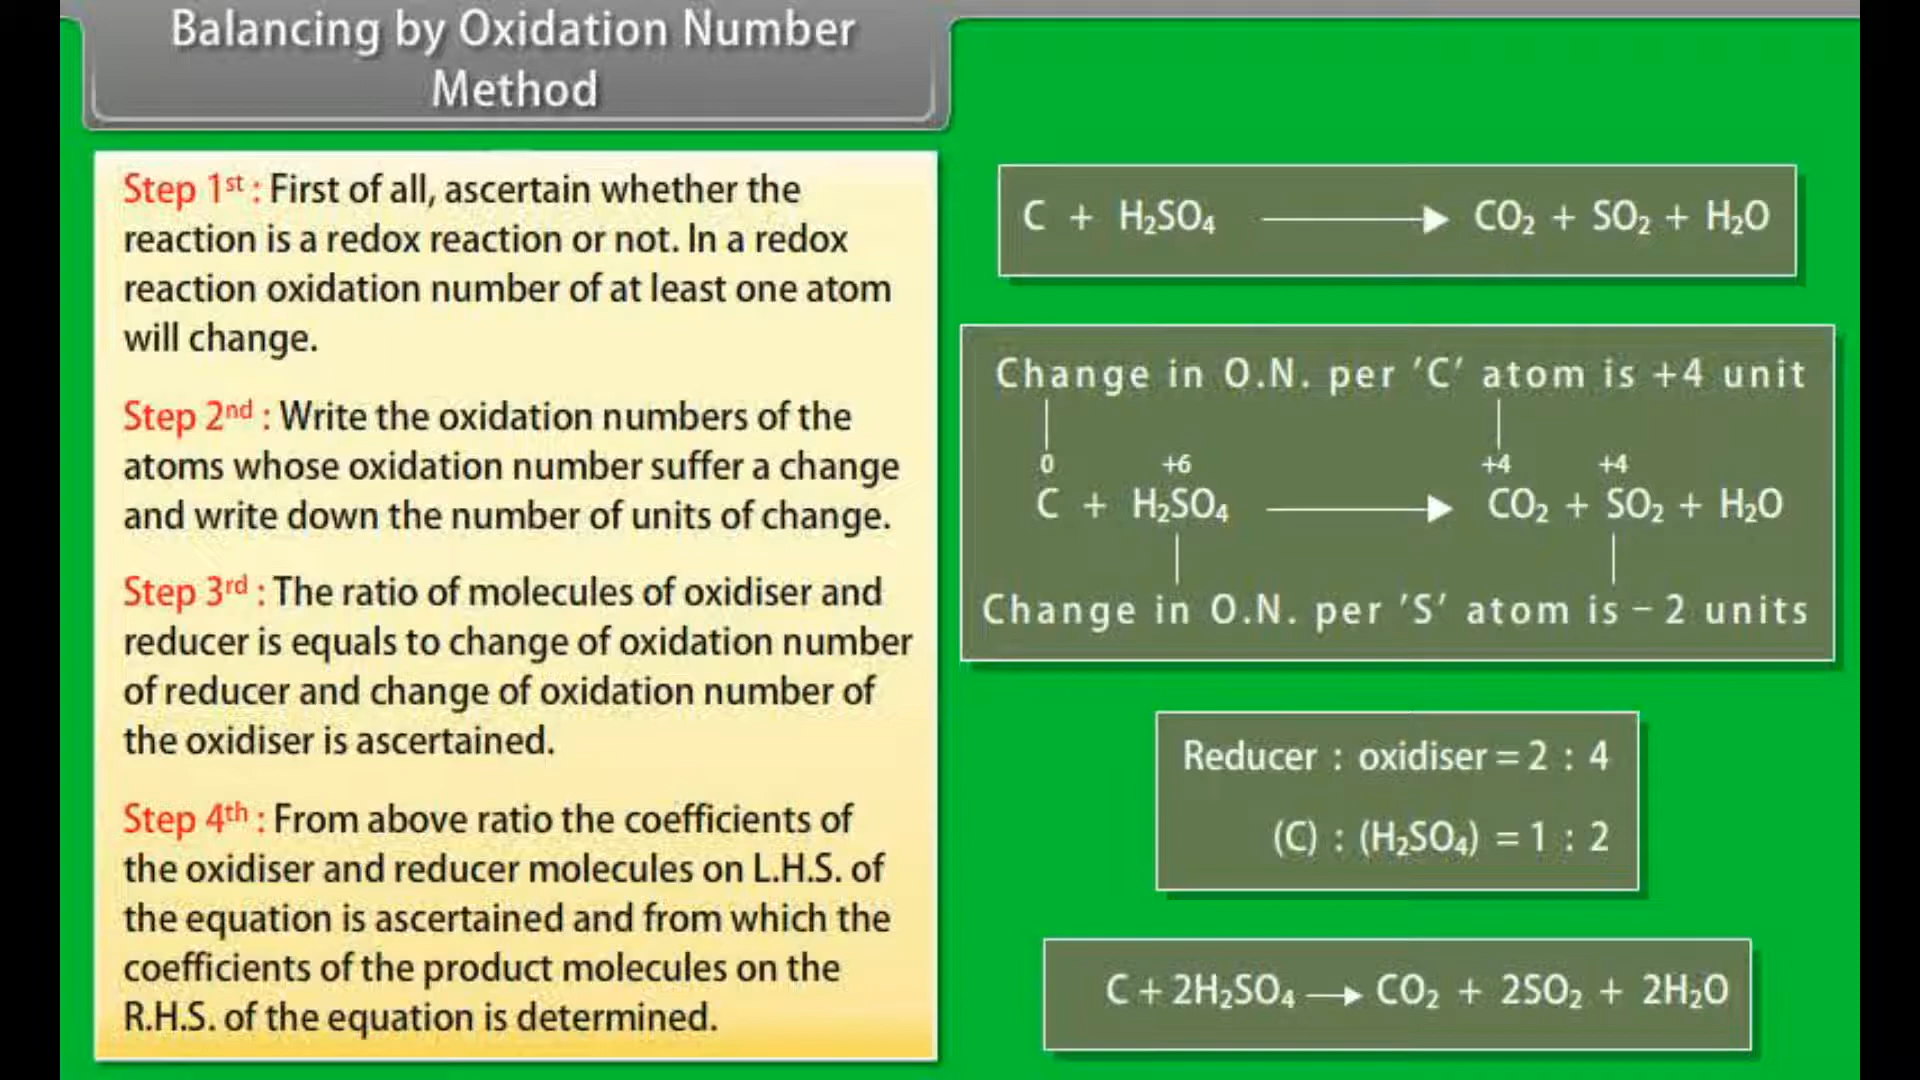 Balancing by Oxidation Number
Method
Step 1st : First of all, ascertain whether the
reaction is a redox reaction or not. In a redox
reaction oxidation number of at least one atom
will change.
Step 2nd : Write the oxidation numbers of the
atoms whose oxidation number suffer a change
and write down the number of units of change.
Step 3rd : The ratio of molecules of oxidiser and
reducer is equals to change of oxidation number
of reducer and change of oxidation number of
the oxidiser is ascertained.
Step 4th : From above ratio the coefficients of
the oxidiser and reducer molecules on L.H.S. of
the equation is ascertained and from which the
coefficients of the product molecules on the
R.H.S. of the equation is determined.
C + H₂SO₄ ⟶ CO₂ + SO₂ + H₂O
Change in O.N. per 'C' atom is +4 unit
0 +6 +4 +4
C + H₂SO₄ ⟶ CO₂ + SO₂ + H₂O
Change in O.N. per 'S' atom is – 2 units
Reducer : oxidiser = 2 : 4
(C) : (H₂SO₄) = 1 : 2
C + 2H₂SO₄ ⟶ CO₂ + 2SO₂ + 2H₂O